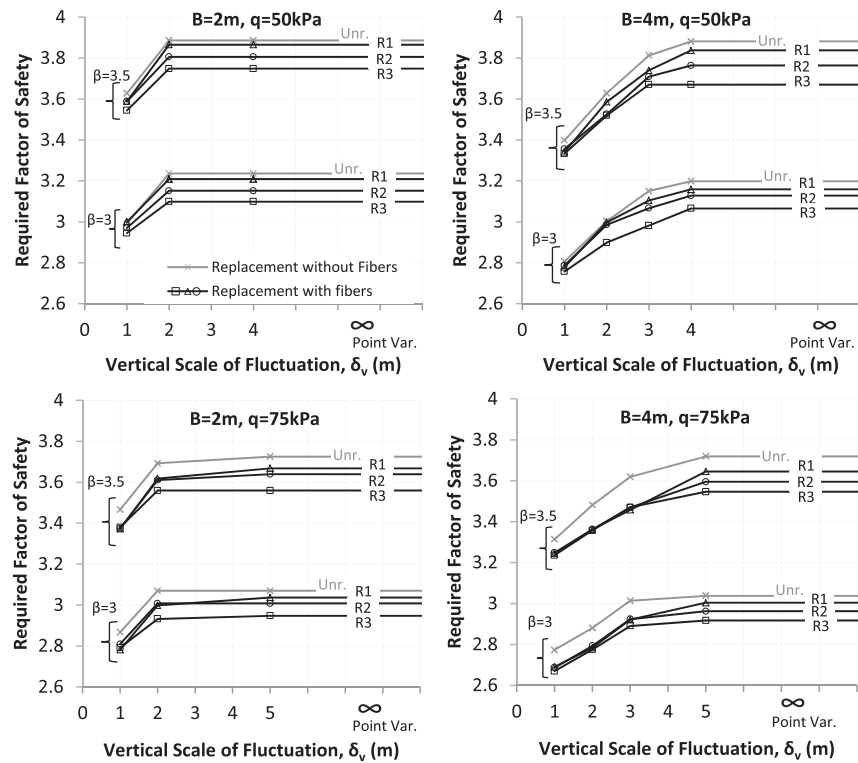 B=2m, q=50kPa
Required Factor of Safety
4
3.8
3.6
3.4
3.2
3
2.8
2.6
β=3.5
β=3
Unr.
R1
R2
R3
Unr.
R1
R2
R3
Replacement without Fibers
Replacement with fibers
0 1 2 3 4 ∞
Point Var.
Vertical Scale of Fluctuation, δv (m)
B=4m, q=50kPa
Required Factor of Safety
4
3.8
3.6
3.4
3.2
3
2.8
2.6
β=3.5
β=3
Unr.
R1
R2
R3
Unr.
R1
R2
R3
0 1 2 3 4 ∞
Point Var.
Vertical Scale of Fluctuation, δv (m)
B=2m, q=75kPa
Required Factor of Safety
4
3.8
3.6
3.4
3.2
3
2.8
2.6
β=3.5
β=3
Unr.
R1
R2
R3
Unr.
R1
R2
R3
0 1 2 3 4 5 ∞
Point Var.
Vertical Scale of Fluctuation, δv (m)
B=4m, q=75kPa
Required Factor of Safety
4
3.8
3.6
3.4
3.2
3
2.8
2.6
β=3.5
β=3
Unr.
R1
R2
R3
Unr.
R1
R2
R3
0 1 2 3 5 ∞
Point Var.
Vertical Scale of Fluctuation, δv (m)